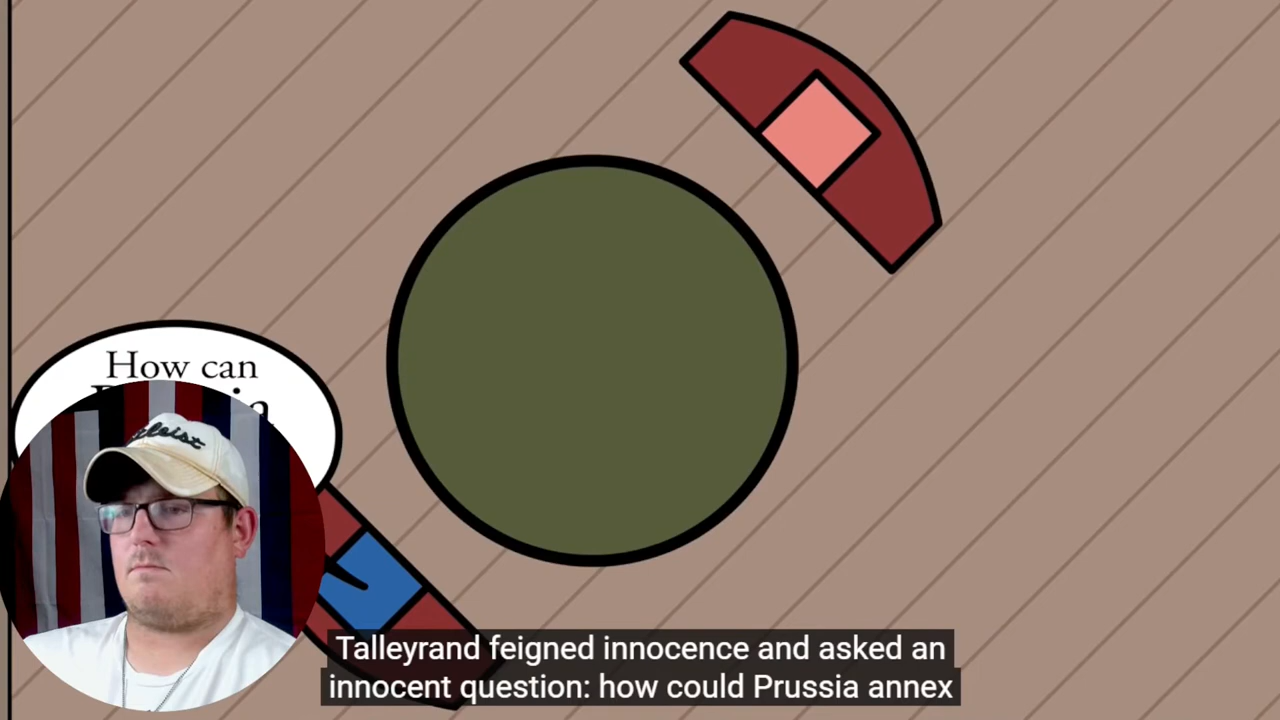 How can
Talleyrand feigned innocence and asked an
innocent question: how could Prussia annex